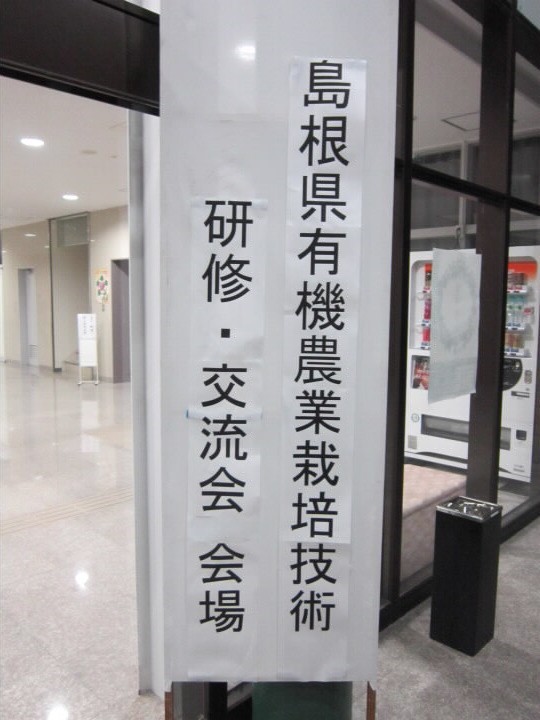 島根県有機農業栽培技術
研修・交流会 会場